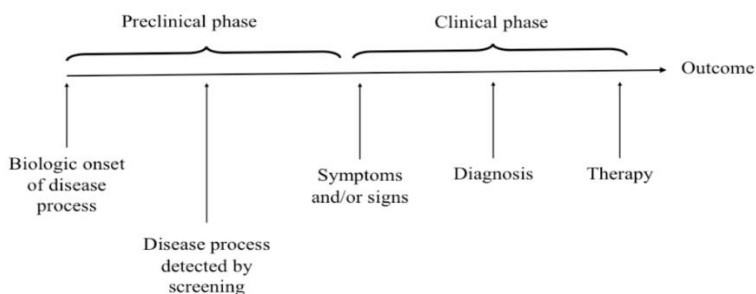 Preclinical phase
Clinical phase
Outcome
Biologic onset
of disease
process
Disease process
detected by
screening
Symptoms
and/or signs
Diagnosis
Therapy